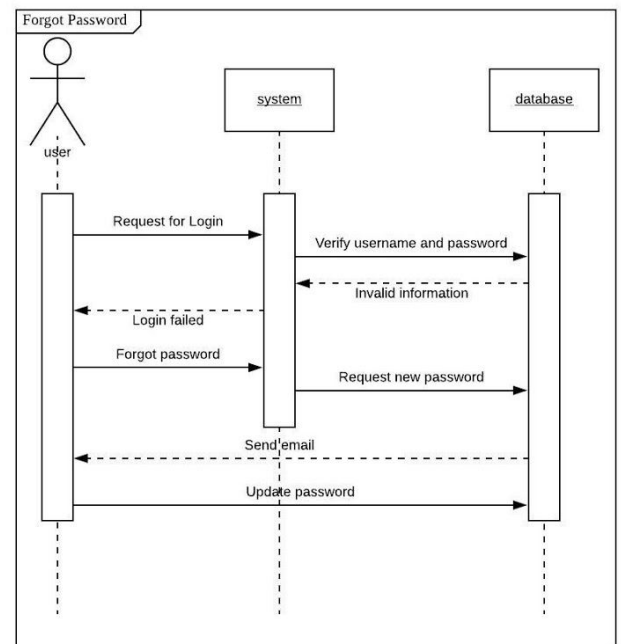 Forgot Password
system
database
user
Request for Login
Verify username and password
Invalid information
Login failed
Forgot password
Request new password
Send email
Update password